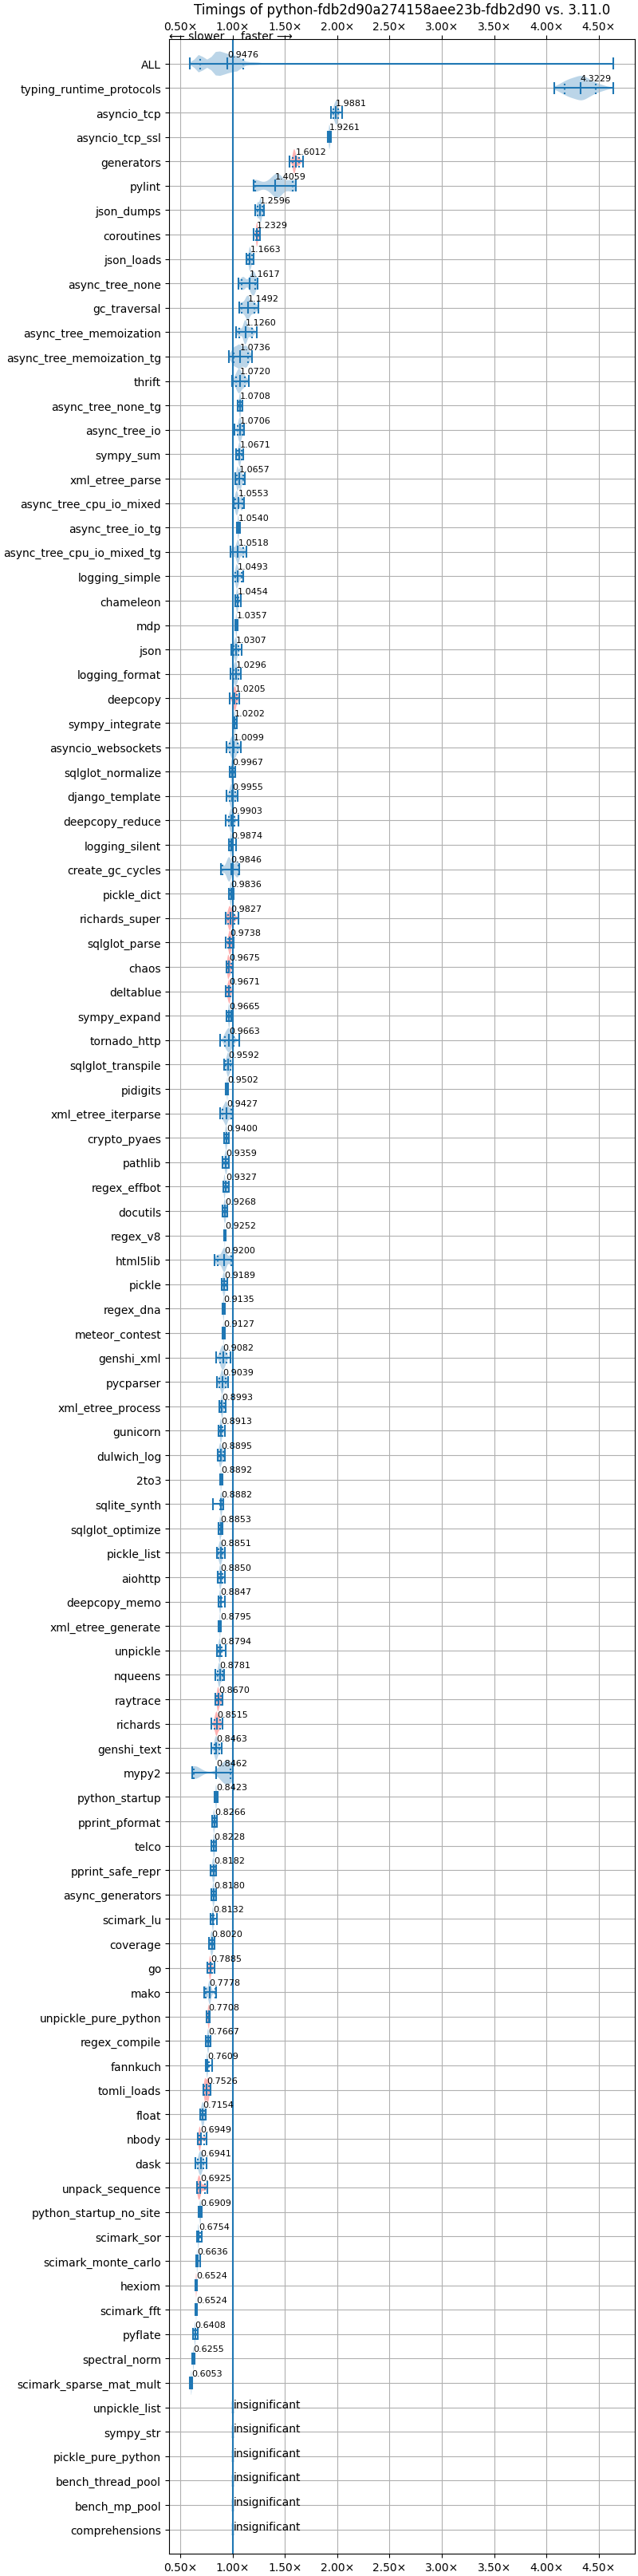 Timings of python-fdb2d90a274158aee23b-fdb2d90 vs. 3.11.0
0.50× 1.00× 1.50× 2.00× 2.50× 3.00× 3.50× 4.00× 4.50×
⟵ slower faster ⟶
ALL 0.9476
typing_runtime_protocols 4.3229
asyncio_tcp 1.9881
asyncio_tcp_ssl 1.9261
generators 1.6012
pylint 1.4059
json_dumps 1.2596
coroutines 1.2329
json_loads 1.1663
async_tree_none 1.1617
gc_traversal 1.1492
async_tree_memoization 1.1260
async_tree_memoization_tg 1.0736
thrift 1.0720
async_tree_none_tg 1.0708
async_tree_io 1.0706
sympy_sum 1.0671
xml_etree_parse 1.0657
async_tree_cpu_io_mixed 1.0553
async_tree_io_tg 1.0540
async_tree_cpu_io_mixed_tg 1.0518
logging_simple 1.0493
chameleon 1.0454
mdp 1.0357
json 1.0307
logging_format 1.0296
deepcopy 1.0205
sympy_integrate 1.0202
asyncio_websockets 1.0099
sqlglot_normalize 0.9967
django_template 0.9955
deepcopy_reduce 0.9903
logging_silent 0.9874
create_gc_cycles 0.9846
pickle_dict 0.9836
richards_super 0.9827
sqlglot_parse 0.9738
chaos 0.9675
deltablue 0.9671
sympy_expand 0.9665
tornado_http 0.9663
sqlglot_transpile 0.9592
pidigits 0.9502
xml_etree_iterparse 0.9427
crypto_pyaes 0.9400
pathlib 0.9359
regex_effbot 0.9327
docutils 0.9268
regex_v8 0.9252
html5lib 0.9200
pickle 0.9189
regex_dna 0.9135
meteor_contest 0.9127
genshi_xml 0.9082
pycparser 0.9039
xml_etree_process 0.8993
gunicorn 0.8913
dulwich_log 0.8895
2to3 0.8892
sqlite_synth 0.8882
sqlglot_optimize 0.8853
pickle_list 0.8851
aiohttp 0.8850
deepcopy_memo 0.8847
xml_etree_generate 0.8795
unpickle 0.8794
nqueens 0.8781
raytrace 0.8670
richards 0.8515
genshi_text 0.8463
mypy2 0.8462
python_startup 0.8423
pprint_pformat 0.8266
telco 0.8228
pprint_safe_repr 0.8182
async_generators 0.8180
scimark_lu 0.8132
coverage 0.8020
go 0.7885
mako 0.7778
unpickle_pure_python 0.7708
regex_compile 0.7667
fannkuch 0.7609
tomli_loads 0.7526
float 0.7154
nbody 0.6949
dask 0.6941
unpack_sequence 0.6925
python_startup_no_site 0.6909
scimark_sor 0.6754
scimark_monte_carlo 0.6636
hexiom 0.6524
scimark_fft 0.6524
pyflate 0.6408
spectral_norm 0.6255
scimark_sparse_mat_mult 0.6053
unpickle_list insignificant
sympy_str insignificant
pickle_pure_python insignificant
bench_thread_pool insignificant
bench_mp_pool insignificant
comprehensions insignificant
0.50× 1.00× 1.50× 2.00× 2.50× 3.00× 3.50× 4.00× 4.50×